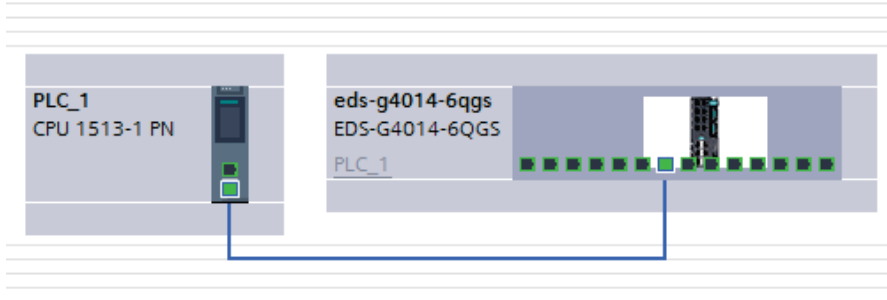 PLC_1
CPU 1513-1 PN
eds-g4014-6qgs
EDS-G4014-6QGS
PLC_1